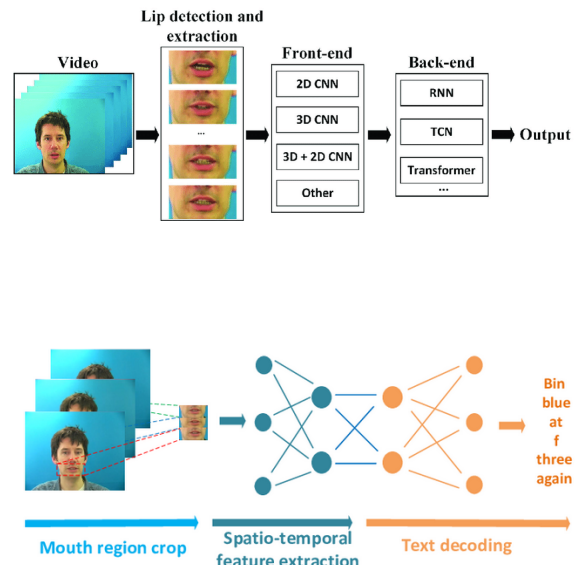 Lip detection and
extraction
Video
Front-end
Back-end
2D CNN
3D CNN
3D + 2D CNN
Other
RNN
TCN
Transformer
...
...
Output
Bin
blue
at
f
three
again
Mouth region crop
Spatio-temporal
feature extraction
Text decoding